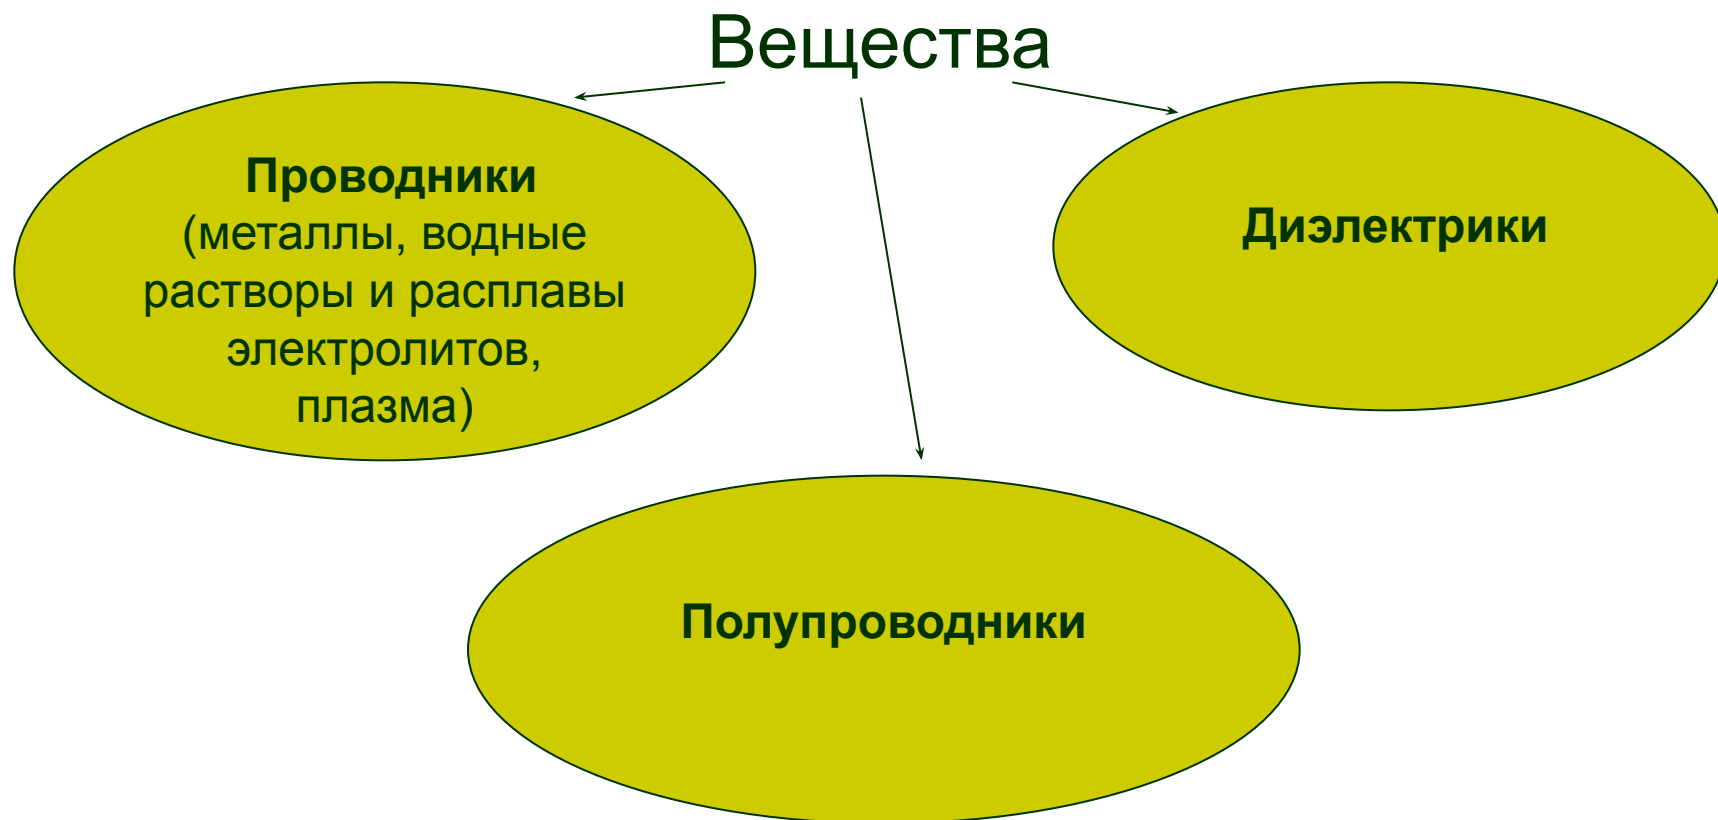 Вещества
Проводники
(металлы, водные
растворы и расплавы
электролитов,
плазма)
Диэлектрики
Полупроводники